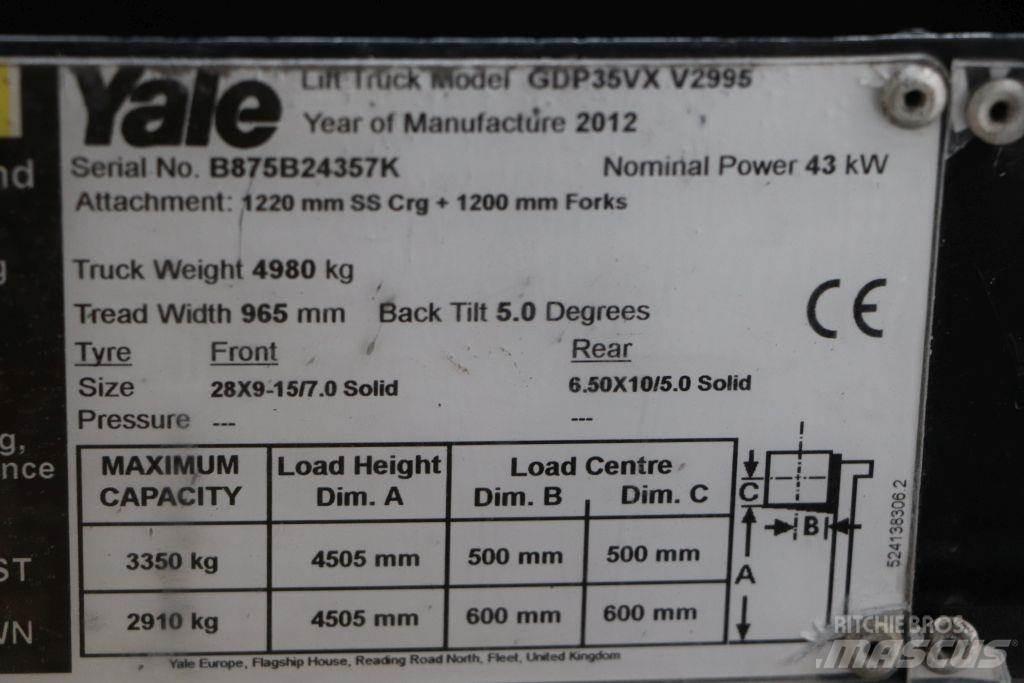 Yale
Lift Truck Model GDP35VX V2995
Year of Manufacture 2012
Serial No. B875B24357K Nominal Power 43 kW
Attachment: 1220 mm SS Crg + 1200 mm Forks
Truck Weight 4980 kg
Tread Width 965 mm Back Tilt 5.0 Degrees
CE
Tyre Front Rear
Size 28X9-15/7.0 Solid 6.50X10/5.0 Solid
Pressure --- ---
MAXIMUM CAPACITY Load Height Dim. A Load Centre Dim. B Dim. C
3350 kg 4505 mm 500 mm 500 mm
2910 kg 4505 mm 600 mm 600 mm
C
B
A
524138306.2
Yale Europe, Flagship House, Reading Road North, Fleet, United Kingdom
nd
g
g,
ence
ST
WN
RITCHIE BROS.
MASCUS